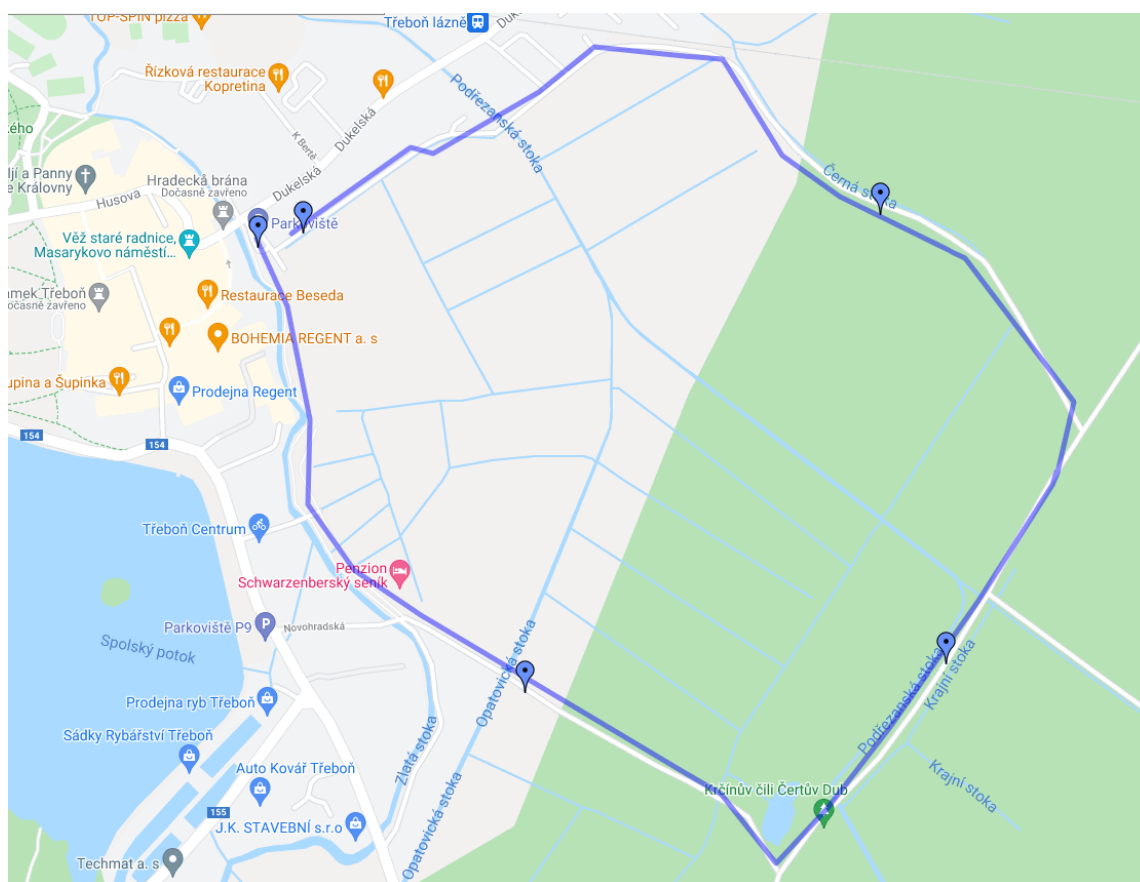 TOP-SPIN pizza
Třeboň lázně
Řízková restaurace
Kopretina
Podřezanská stoka
Dukelská
K Bertě
Dukelská
Hradecká brána
Dočasně zavřeno
Husova
Černá stoka
Parkoviště
Věž staré radnice,
Masarykovo náměstí...
Restaurace Beseda
BOHEMIA REGENT a. s
Prodejna Regent
154
154
Třeboň Centrum
Penzion
Schwarzenberský seník
Parkoviště P9
P
Novohradská
Spolský potok
Opatovická stoka
Podřezanská stoka
Krajní stoka
Prodejna ryb Třeboň
Sádky Rybářství Třeboň
Zlatá stoka
Auto Kovář Třeboň
Krajní stoka
Krčínův čili Čertův Dub
Opatovická stoka
155
J.K. STAVEBNÍ s.r.o
Techmat a. s